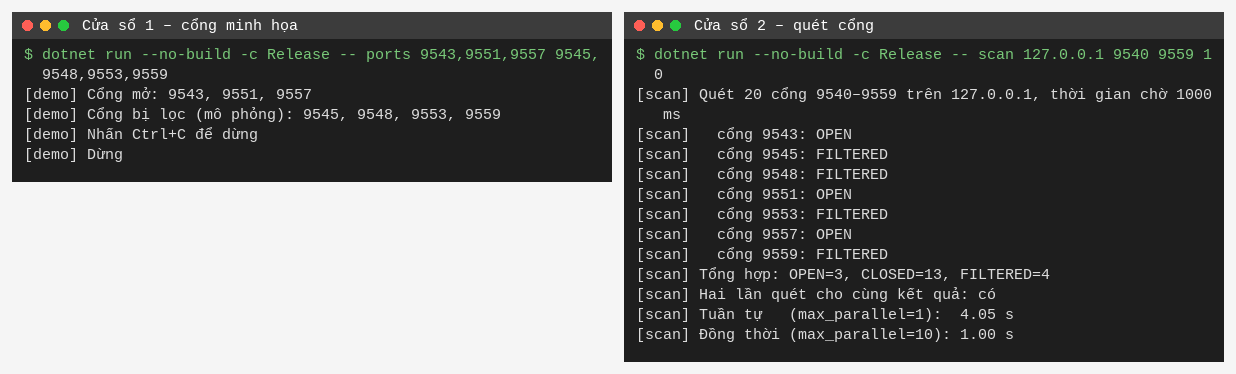 Cửa sổ 1 – cổng minh họa
$ dotnet run --no-build -c Release -- ports 9543,9551,9557 9545,
9548,9553,9559
[demo] Cổng mở: 9543, 9551, 9557
[demo] Cổng bị lọc (mô phỏng): 9545, 9548, 9553, 9559
[demo] Nhấn Ctrl+C để dừng
[demo] Dừng
Cửa sổ 2 – quét cổng
$ dotnet run --no-build -c Release -- scan 127.0.0.1 9540 9559 1
0
[scan] Quét 20 cổng 9540–9559 trên 127.0.0.1, thời gian chờ 1000
ms
[scan]   cổng 9543: OPEN
[scan]   cổng 9545: FILTERED
[scan]   cổng 9548: FILTERED
[scan]   cổng 9551: OPEN
[scan]   cổng 9553: FILTERED
[scan]   cổng 9557: OPEN
[scan]   cổng 9559: FILTERED
[scan] Tổng hợp: OPEN=3, CLOSED=13, FILTERED=4
[scan] Hai lần quét cho cùng kết quả: có
[scan] Tuần tự   (max_parallel=1):  4.05 s
[scan] Đồng thời (max_parallel=10): 1.00 s